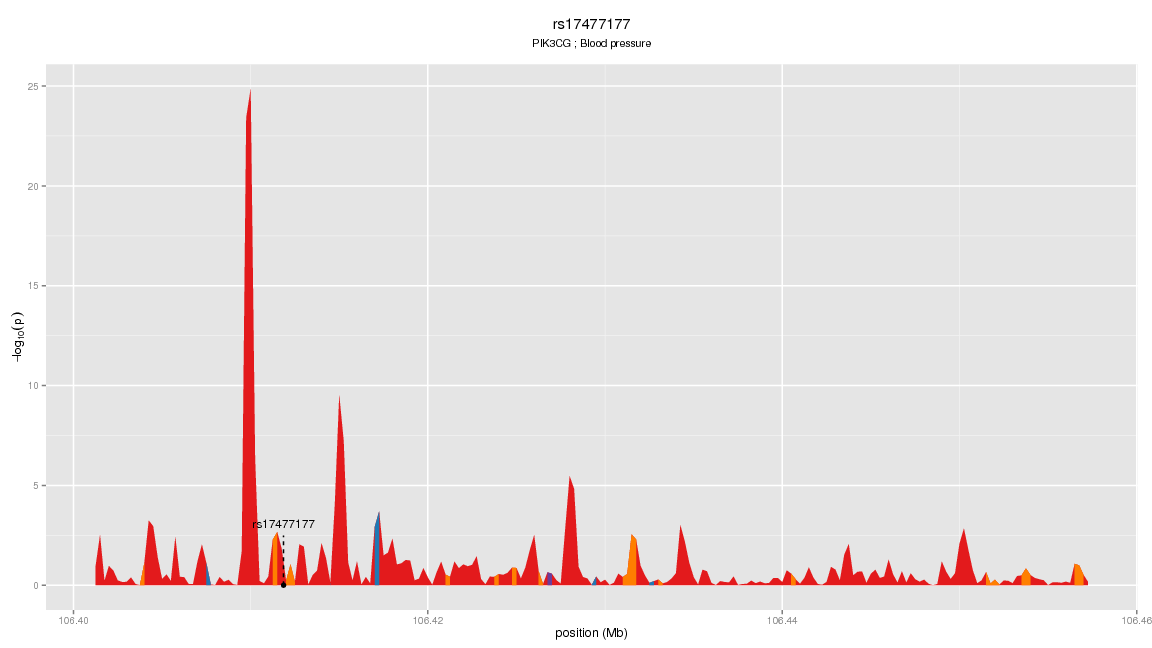 rs17477177
PIK3CG ; Blood pressure
25
20
15
10
5
0
−log10(p)
rs17477177
106.40
106.42
106.44
106.46
position (Mb)